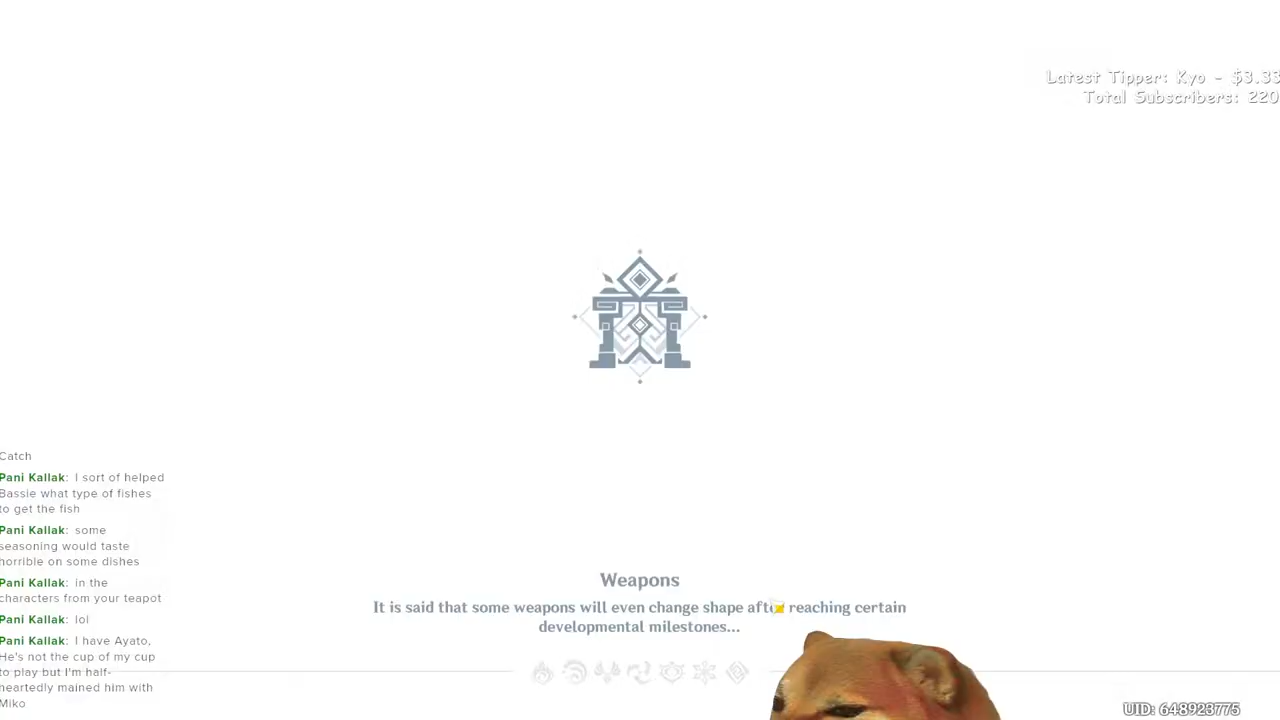 Latest Tipper: Kyo - $3.33
Total Subscribers: 220
Catch
Pani Kallak: I sort of helped
Bassie what type of fishes
to get the fish
Pani Kallak: some
seasoning would taste
horrible on some dishes
Pani Kallak: in the
characters from your teapot
Pani Kallak: lol
Pani Kallak: I have Ayato,
He's not the cup of my cup
to play but I'm half-
heartedly mained him with
Miko
Weapons
It is said that some weapons will even change shape after reaching certain
developmental milestones...
UID: 648923775